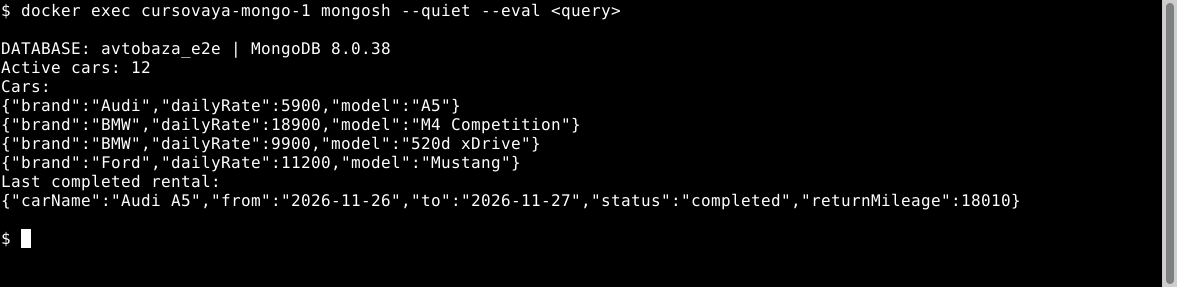 $ docker exec cursovaya-mongo-1 mongosh --quiet --eval <query>
DATABASE: avtobaza_e2e | MongoDB 8.0.38
Active cars: 12
Cars:
{"brand":"Audi","dailyRate":5900,"model":"A5"}
{"brand":"BMW","dailyRate":18900,"model":"M4 Competition"}
{"brand":"BMW","dailyRate":9900,"model":"520d xDrive"}
{"brand":"Ford","dailyRate":11200,"model":"Mustang"}
Last completed rental:
{"carName":"Audi A5","from":"2026-11-26","to":"2026-11-27","status":"completed","returnMileage":18010}
$